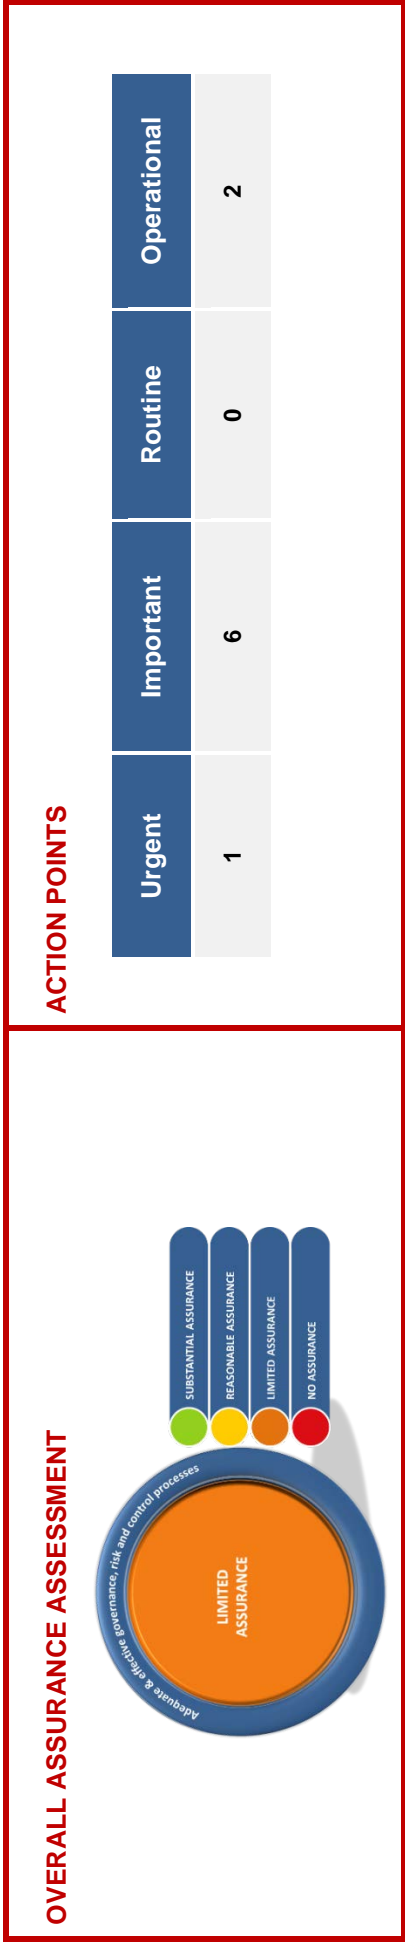 OVERALL ASSURANCE ASSESSMENT
Adequate & effective governance, risk and control processes
LIMITED
ASSURANCE
SUBSTANTIAL ASSURANCE
REASONABLE ASSURANCE
LIMITED ASSURANCE
NO ASSURANCE
ACTION POINTS
Urgent Important Routine Operational
1 6 0 2